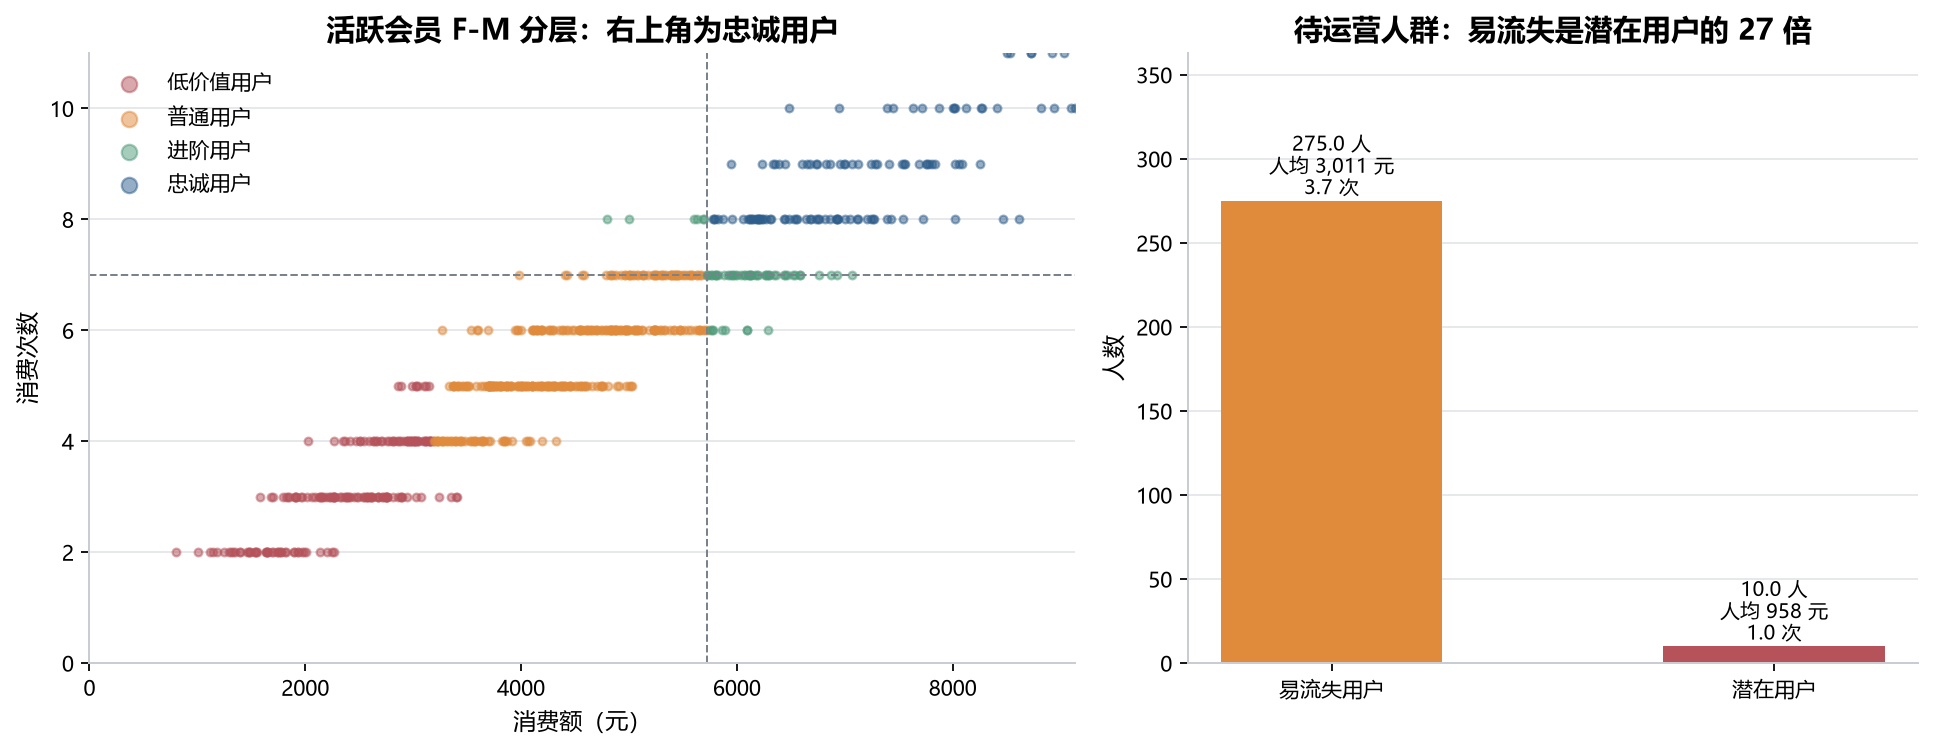 活跃会员 F-M 分层：右上角为忠诚用户
低价值用户
普通用户
进阶用户
忠诚用户
消费次数
10
8
6
4
2
0
0
2000
4000
6000
8000
消费额（元）
待运营人群：易流失是潜在用户的 27 倍
人数
350
300
250
200
150
100
50
0
275.0 人
人均 3,011 元
3.7 次
10.0 人
人均 958 元
1.0 次
易流失用户
潜在用户